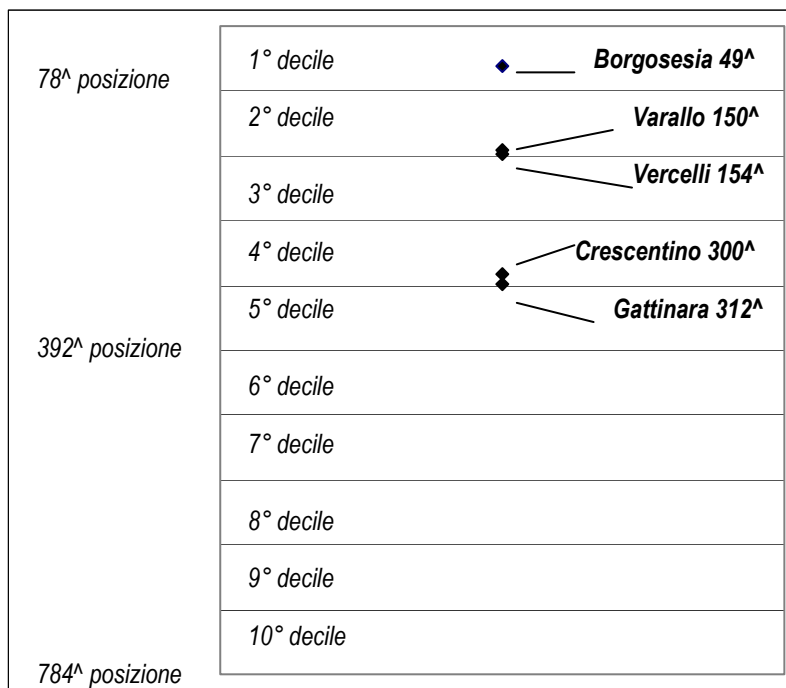 1° decile
Borgosesia 49^
78^ posizione
2° decile
Varallo 150^
Vercelli 154^
3° decile
4° decile
Crescentino 300^
5° decile
Gattinara 312^
392^ posizione
6° decile
7° decile
8° decile
9° decile
10° decile
784^ posizione